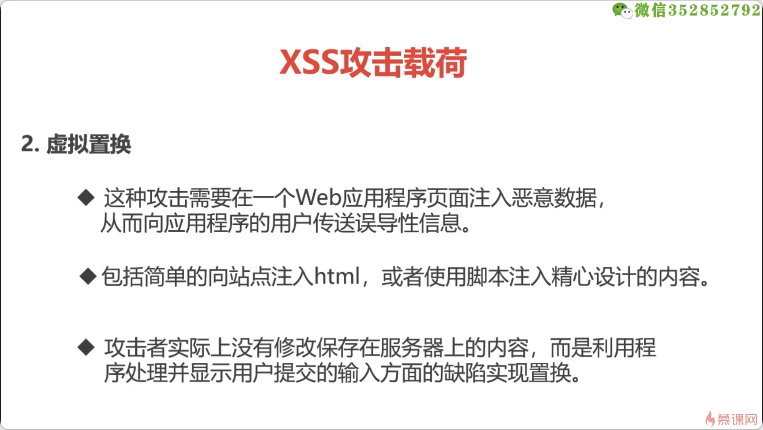 微信352852792
XSS攻击载荷
2. 虚拟置换
◆ 这种攻击需要在一个Web应用程序页面注入恶意数据，
从而向应用程序的用户传送误导性信息。
◆ 包括简单的向站点注入html，或者使用脚本注入精心设计的内容。
◆ 攻击者实际上没有修改保存在服务器上的内容，而是利用程
序处理并显示用户提交的输入方面的缺陷实现置换。
慕课网